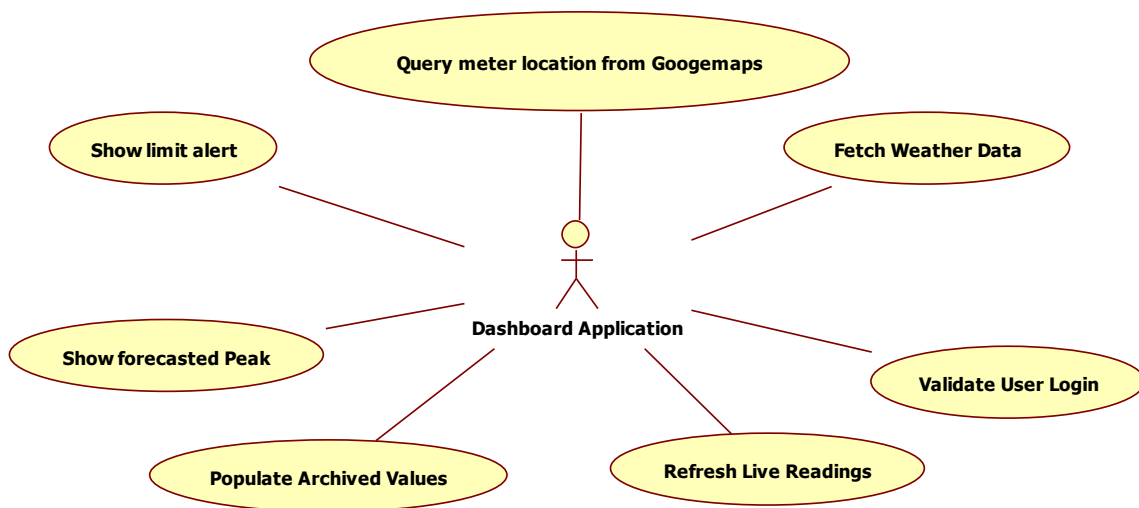 Query meter location from Googemaps
Show limit alert
Fetch Weather Data
Dashboard Application
Show forecasted Peak
Validate User Login
Populate Archived Values
Refresh Live Readings